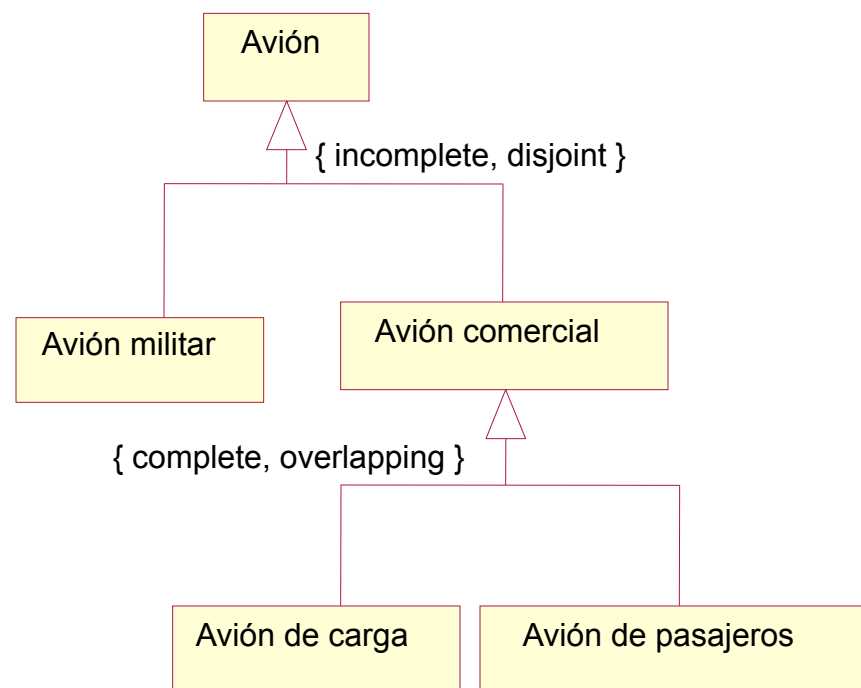 Avión
{ incomplete, disjoint }
Avión militar
Avión comercial
{ complete, overlapping }
Avión de carga
Avión de pasajeros